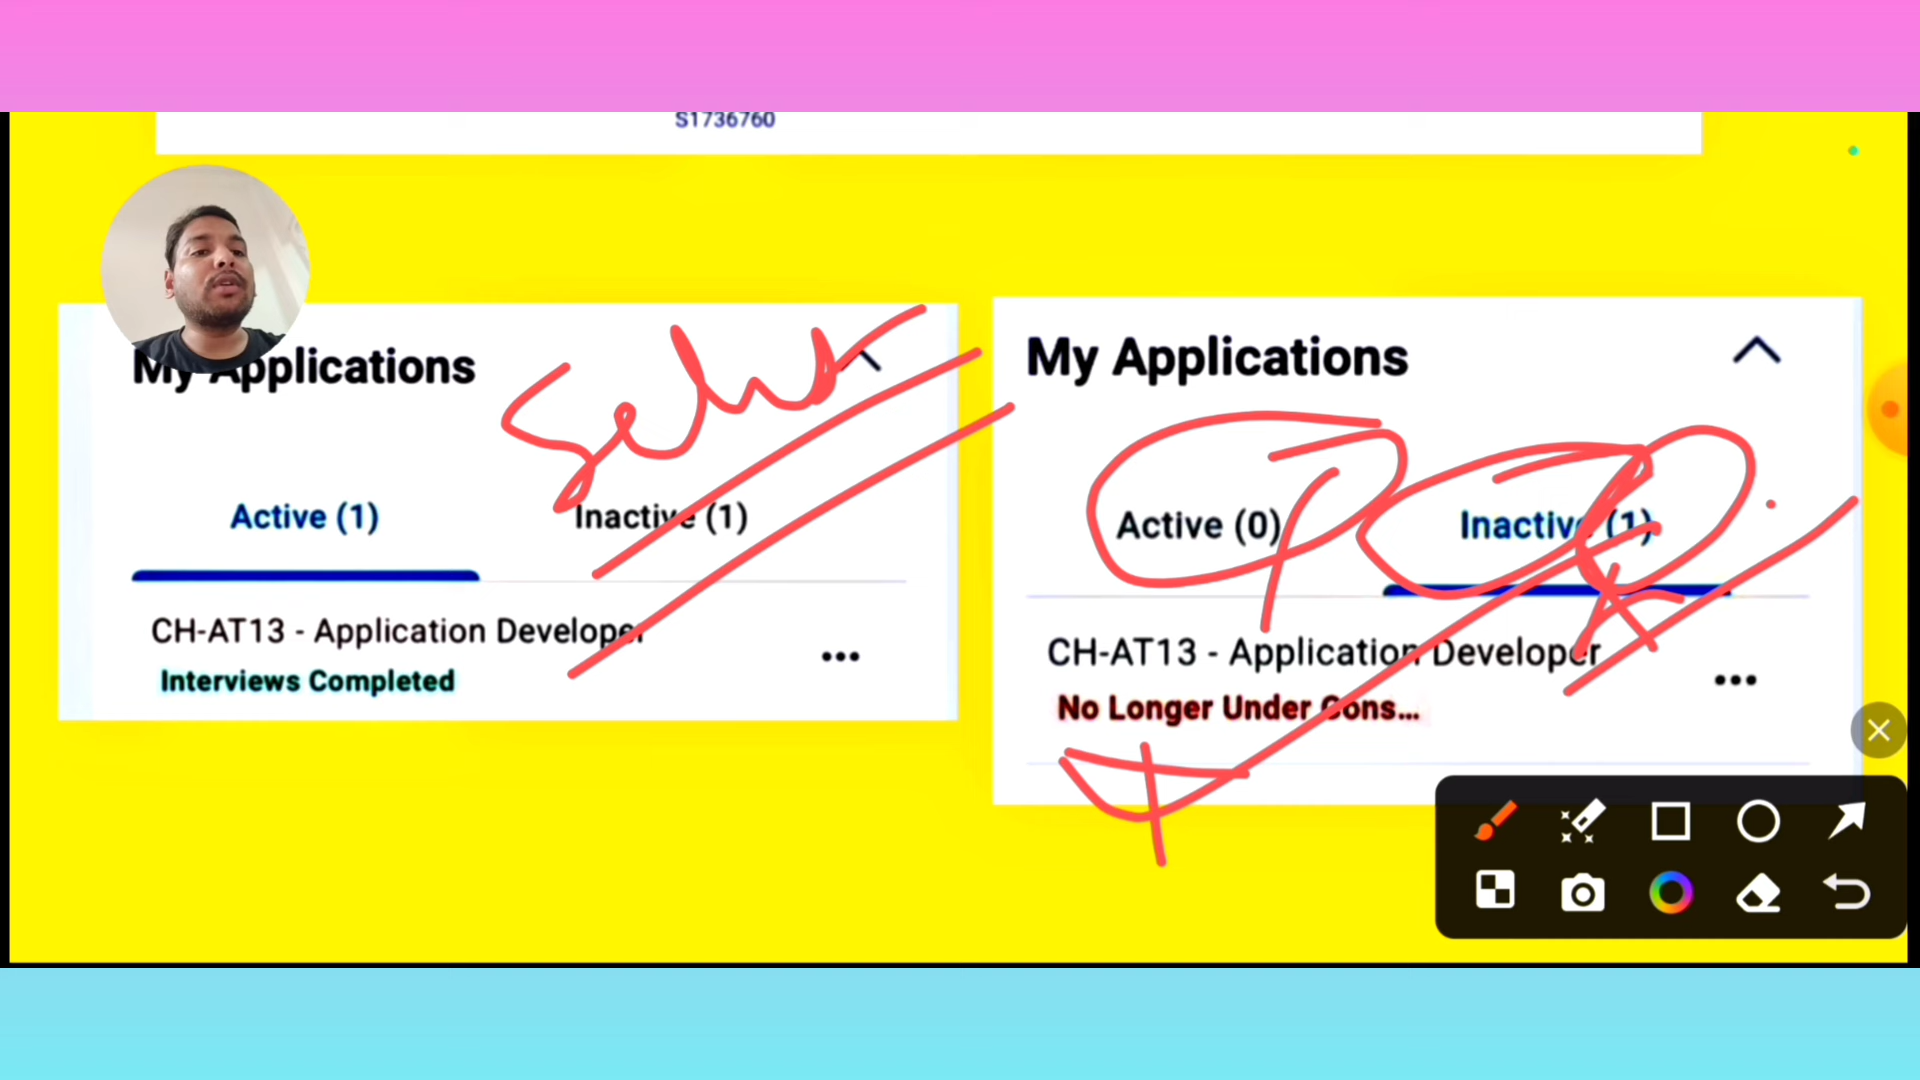 S1736760
My Applications
Active (1) Inactive (1)
CH-AT13 - Application Developer
Interviews Completed
My Applications
Active (0) Inactive (1)
CH-AT13 - Application Developer
No Longer Under Cons...